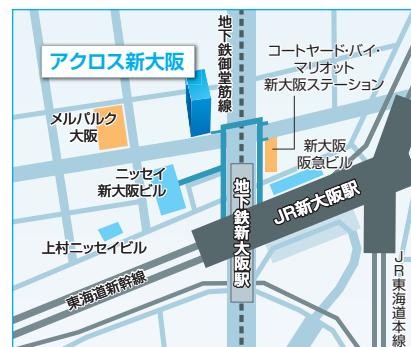 アクロス新大阪
地下鉄御堂筋線
コートヤード・バイ・
マリオット
新大阪ステーション
メルパルク
大阪
新大阪
阪急ビル
ニッセイ
新大阪ビル
地下鉄新大阪駅
JR新大阪駅
上村ニッセイビル
東海道新幹線
JR東海道本線